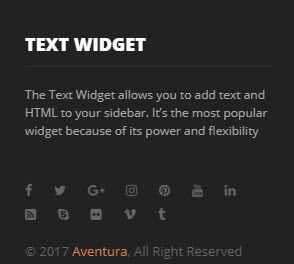 TEXT WIDGET
The Text Widget allows you to add text and
HTML to your sidebar. It’s the most popular
widget because of its power and flexibility
© 2017 Aventura, All Right Reserved